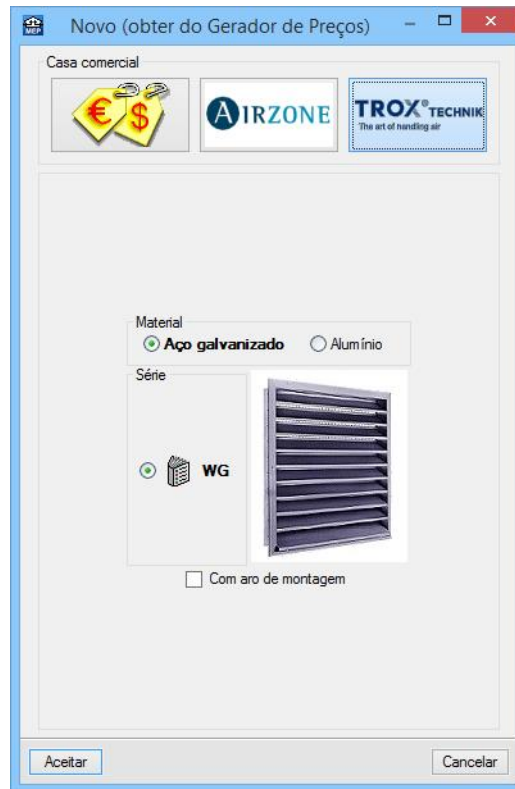 MEP
Novo (obter do Gerador de Preços)
Casa comercial
€ $
AIRZONE
TROX® TECHNIK
The art of handling air
Material
Aço galvanizado
Alumínio
Série
WG
Com aro de montagem
Aceitar
Cancelar